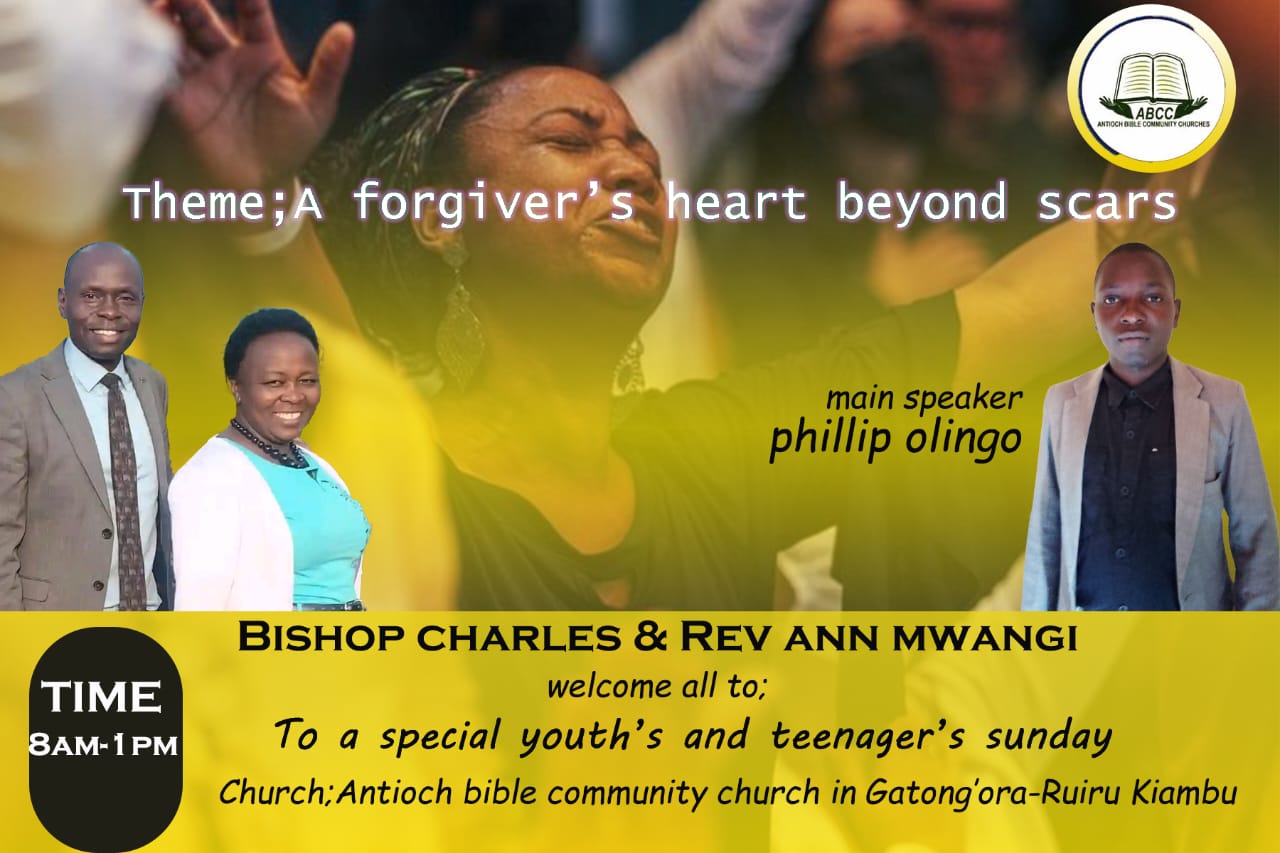 ABCC
ANTIOCH BIBLE COMMUNITY CHURCHES
Theme;A forgiver’s heart beyond scars
main speaker
phillip olingo
BISHOP CHARLES & REV ANN MWANGI
welcome all to;
To a special youth’s and teenager’s sunday
Church;Antioch bible community church in Gatong’ora-Ruiru Kiambu
TIME
8AM-1PM